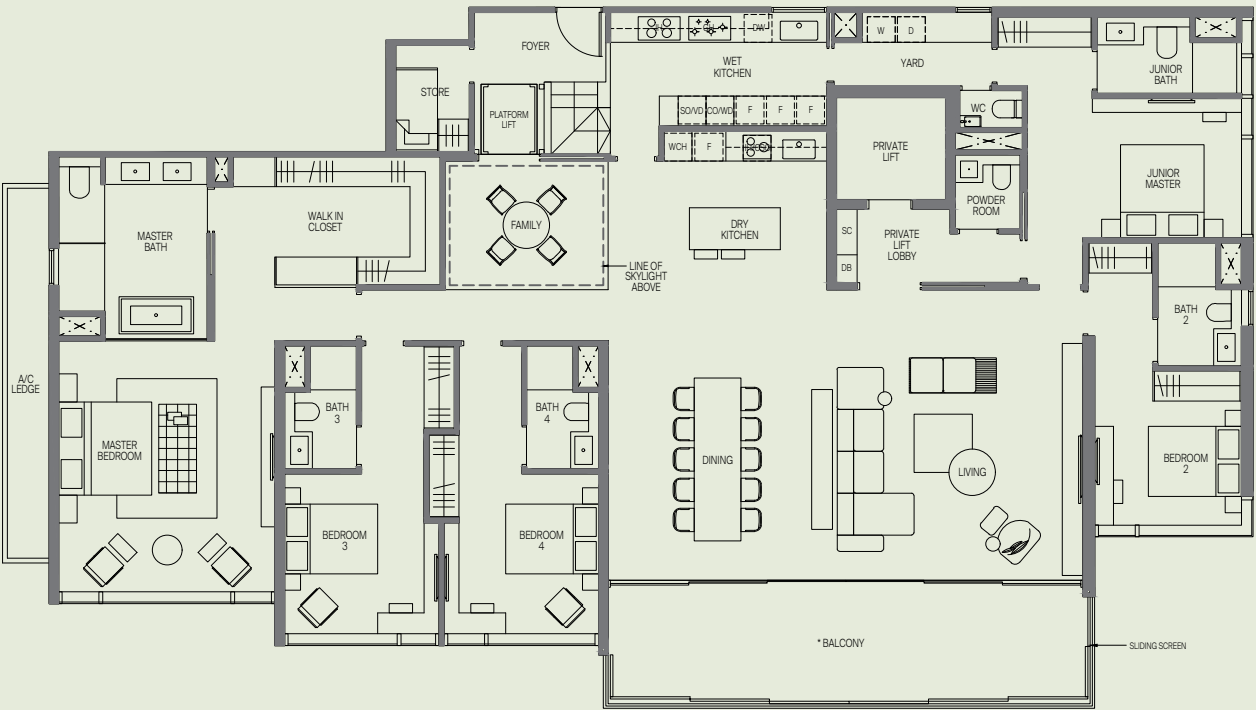 FOYER
STORE
PLATFORM
LIFT
DW
WET
KITCHEN
W
D
YARD
JUNIOR
BATH
SO/VD
CO/WD
F
F
F
WCH
F
WC
PRIVATE
LIFT
POWDER
ROOM
JUNIOR
MASTER
WALK IN
CLOSET
MASTER
BATH
FAMILY
DRY
KITCHEN
SC
DB
PRIVATE
LIFT
LOBBY
LINE OF
SKYLIGHT
ABOVE
BATH
2
A/C
LEDGE
BATH
3
BATH
4
MASTER
BEDROOM
DINING
LIVING
BEDROOM
2
BEDROOM
3
BEDROOM
4
* BALCONY
SLIDING SCREEN